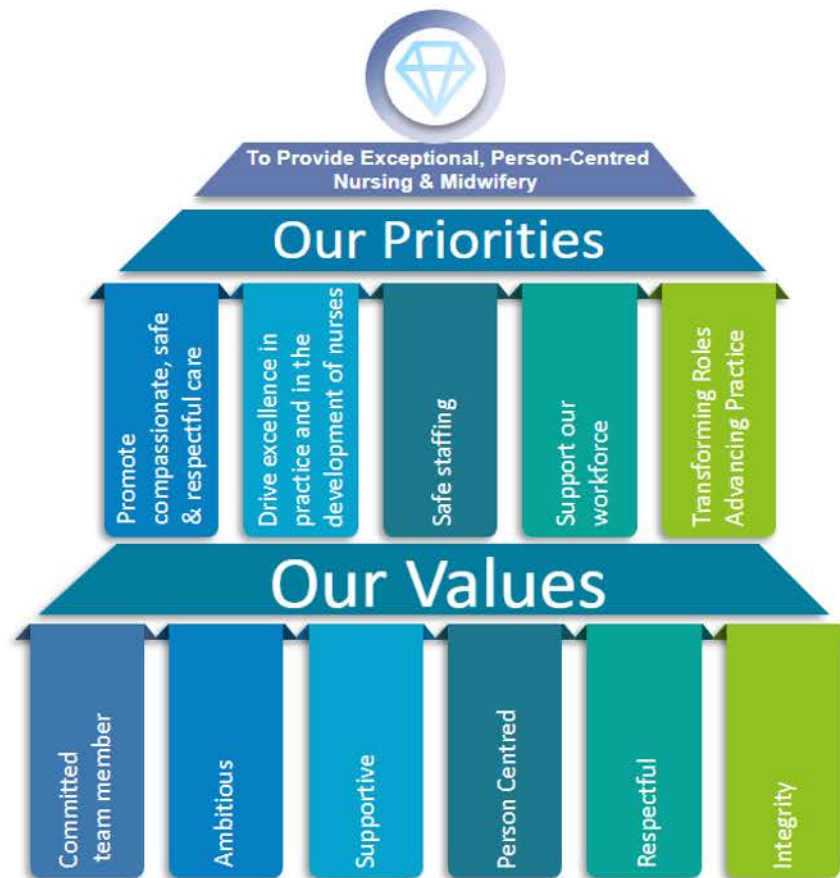 To Provide Exceptional, Person-Centred
Nursing & Midwifery
Our Priorities
Promote
compassionate, safe
& respectful care
Drive excellence in
practice and in the
development of nurses
Safe staffing
Support our
workforce
Transforming Roles
Advancing Practice
Our Values
Committed
team member
Ambitious
Supportive
Person Centred
Respectful
Integrity